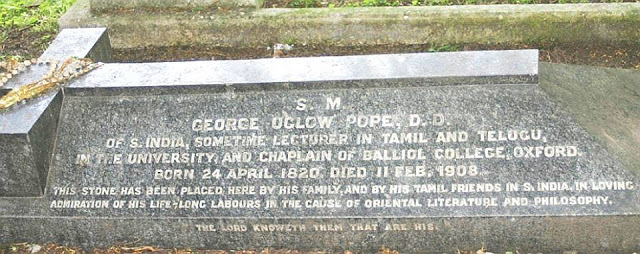 S. M
GEORGE UGLOW POPE, D.D.
OF S. INDIA, SOMETIME LECTURER IN TAMIL AND TELUGU,
IN THE UNIVERSITY, AND CHAPLAIN OF BALLIOL COLLEGE, OXFORD.
BORN 24 APRIL 1820, DIED 11 FEB, 1908.
THIS STONE HAS BEEN PLACED HERE BY HIS FAMILY, AND BY HIS TAMIL FRIENDS IN S. INDIA, IN LOVING
ADMIRATION OF HIS LIFE-LONG LABOURS IN THE CAUSE OF ORIENTAL LITERATURE AND PHILOSOPHY.
THE LORD KNOWETH THEM THAT ARE HIS.